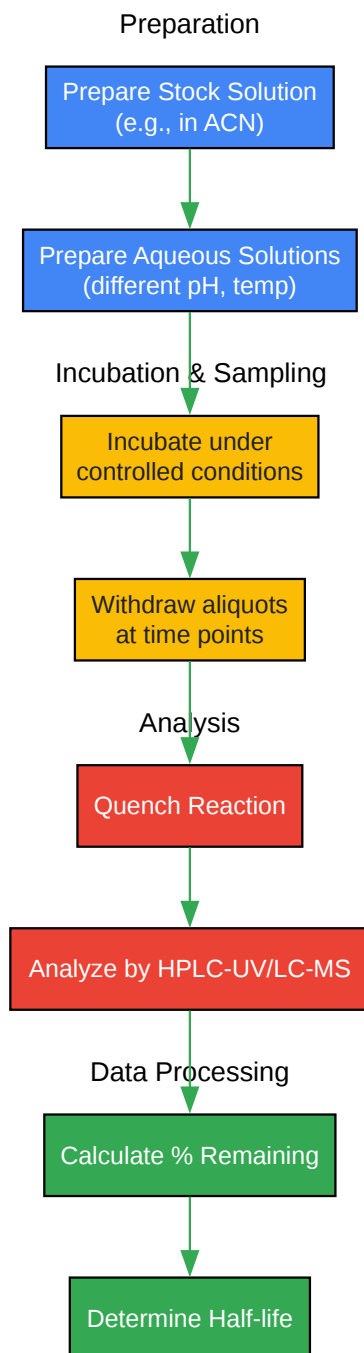 Preparation
Prepare Stock Solution
(e.g., in ACN)
Prepare Aqueous Solutions
(different pH, temp)
Incubation & Sampling
Incubate under
controlled conditions
Withdraw aliquots
at time points
Analysis
Quench Reaction
Analyze by HPLC-UV/LC-MS
Data Processing
Calculate % Remaining
Determine Half-life